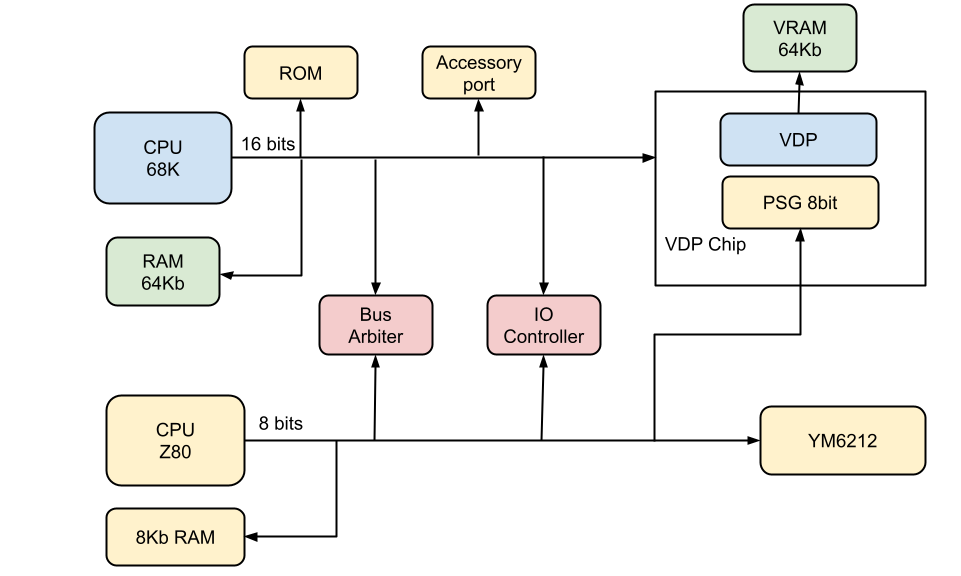 VRAM
64Kb
ROM
Accessory
port
CPU
68K
16 bits
VDP
PSG 8bit
VDP Chip
RAM
64Kb
Bus
Arbiter
IO
Controller
CPU
Z80
8 bits
YM6212
8Kb RAM